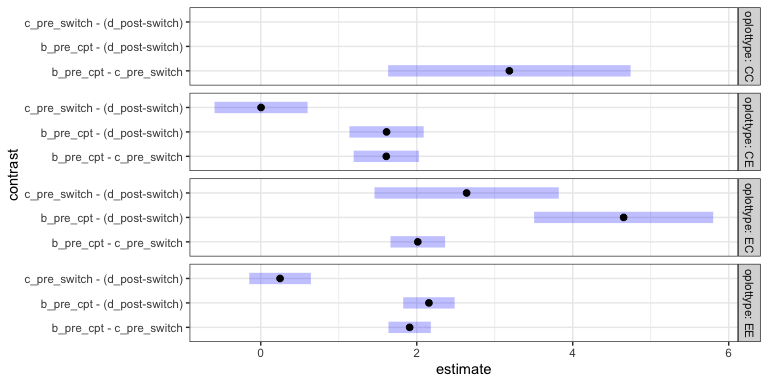 c_pre_switch - (d_post-switch)
b_pre_cpt - (d_post-switch)
b_pre_cpt - c_pre_switch
oplottype: CC
c_pre_switch - (d_post-switch)
b_pre_cpt - (d_post-switch)
b_pre_cpt - c_pre_switch
oplottype: CE
c_pre_switch - (d_post-switch)
b_pre_cpt - (d_post-switch)
b_pre_cpt - c_pre_switch
oplottype: EC
c_pre_switch - (d_post-switch)
b_pre_cpt - (d_post-switch)
b_pre_cpt - c_pre_switch
oplottype: EE
contrast
0 2 4 6
estimate